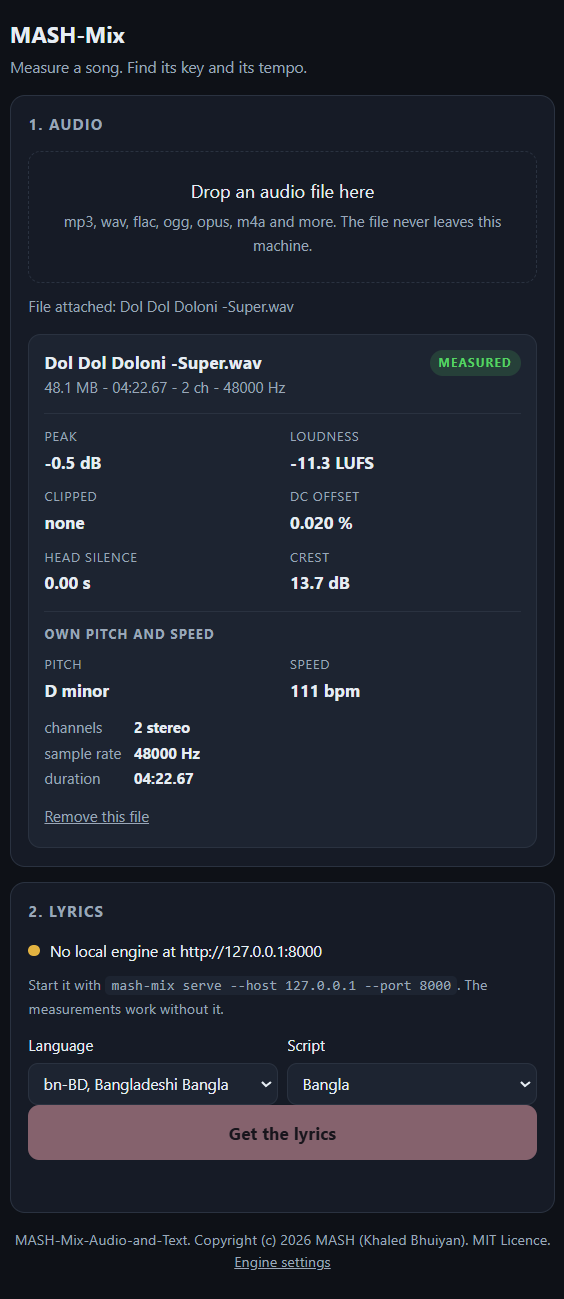 MASH-Mix
Measure a song. Find its key and its tempo.
1. AUDIO
Drop an audio file here
mp3, wav, flac, ogg, opus, m4a and more. The file never leaves this
machine.
File attached: Dol Dol Doloni -Super.wav
Dol Dol Doloni -Super.wav
MEASURED
48.1 MB - 04:22.67 - 2 ch - 48000 Hz
PEAK
-0.5 dB
LOUDNESS
-11.3 LUFS
CLIPPED
none
DC OFFSET
0.020 %
HEAD SILENCE
0.00 s
CREST
13.7 dB
OWN PITCH AND SPEED
PITCH
D minor
SPEED
111 bpm
channels 2 stereo
sample rate 48000 Hz
duration 04:22.67
Remove this file
2. LYRICS
No local engine at http://127.0.0.1:8000
Start it with mash-mix serve --host 127.0.0.1 --port 8000. The
measurements work without it.
Language
bn-BD, Bangladeshi Bangla
Script
Bangla
Get the lyrics
MASH-Mix-Audio-and-Text. Copyright (c) 2026 MASH (Khaled Bhuiyan). MIT Licence.
Engine settings